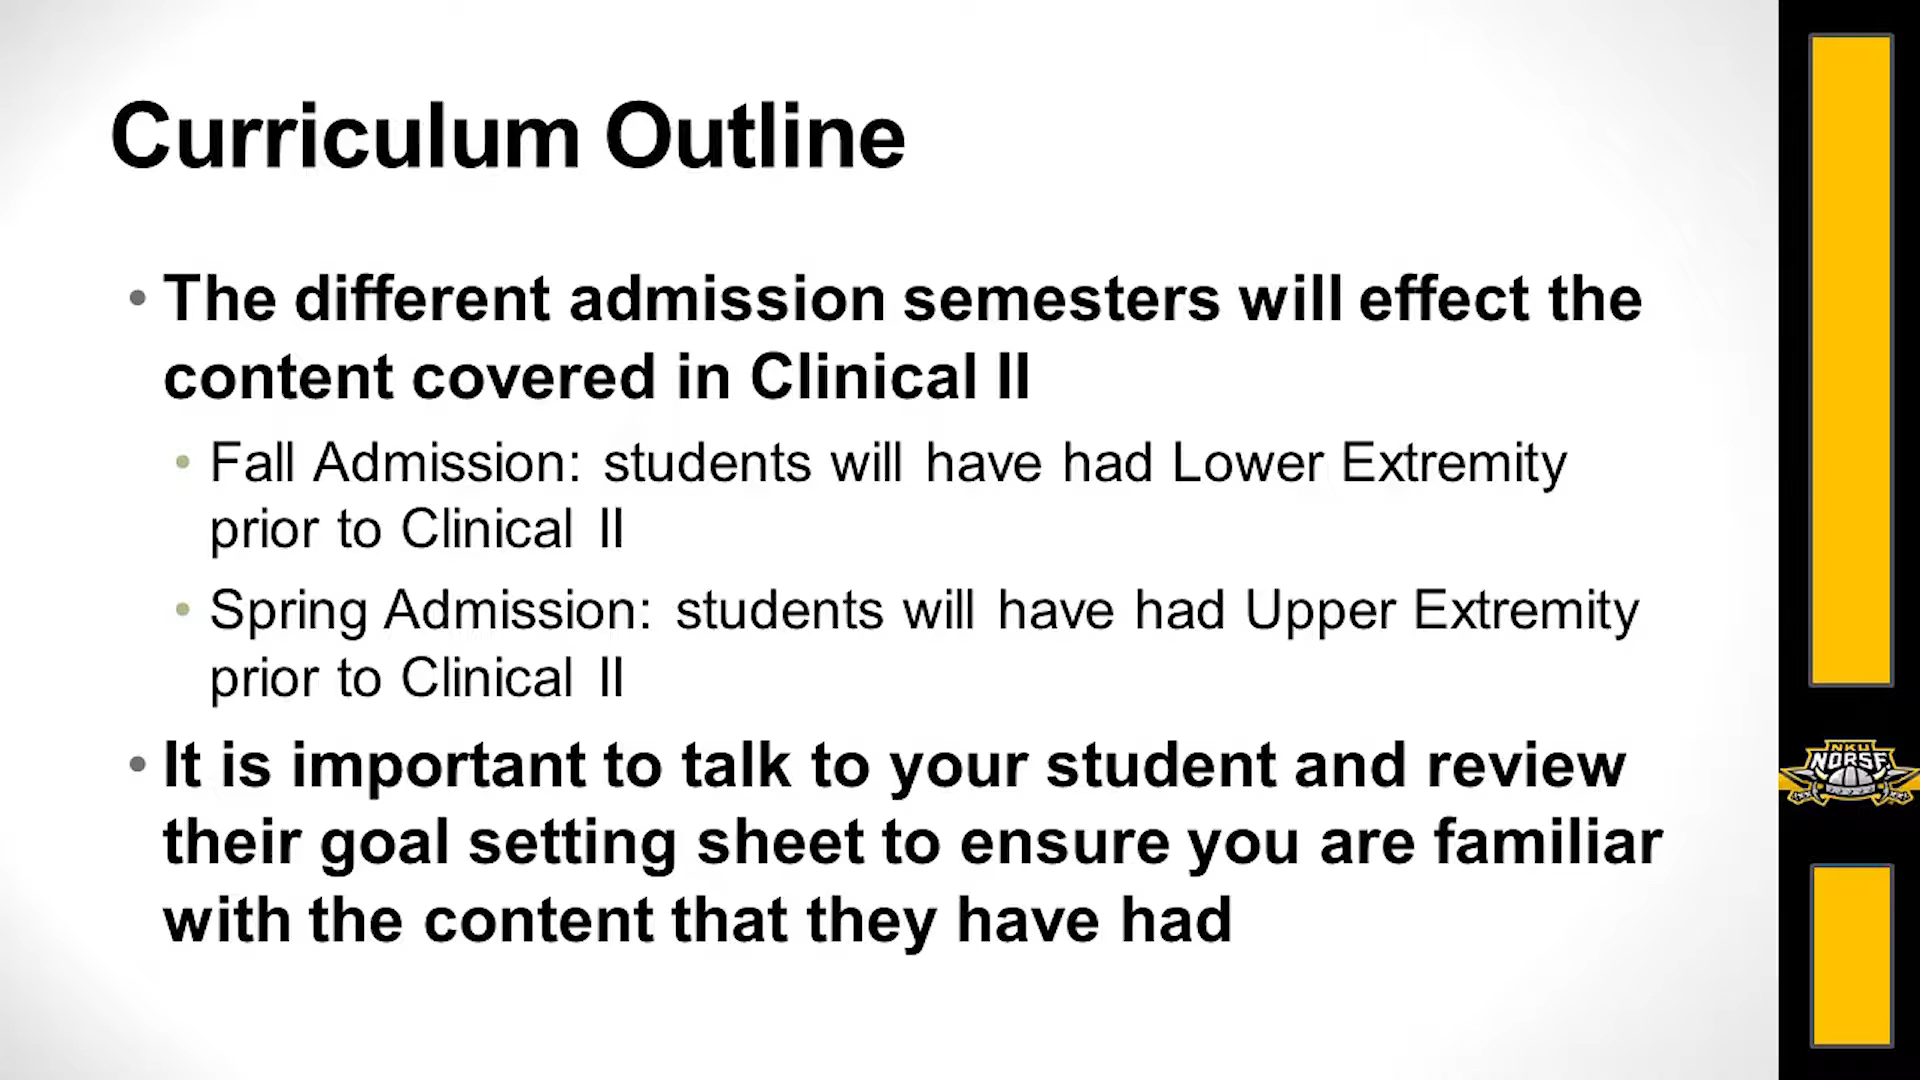 Curriculum Outline
• The different admission semesters will effect the
content covered in Clinical II
• Fall Admission: students will have had Lower Extremity
prior to Clinical II
• Spring Admission: students will have had Upper Extremity
prior to Clinical II
• It is important to talk to your student and review
their goal setting sheet to ensure you are familiar
with the content that they have had
NKU
NORSE